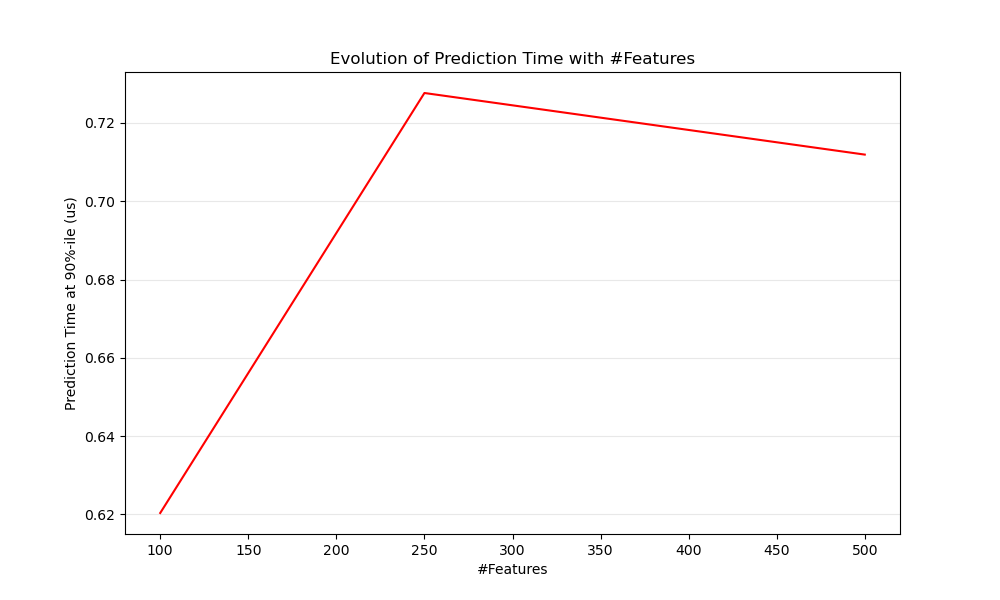 Evolution of Prediction Time with #Features
Prediction Time at 90%-ile (us)
0.72
0.70
0.68
0.66
0.64
0.62
100 150 200 250 300 350 400 450 500
#Features